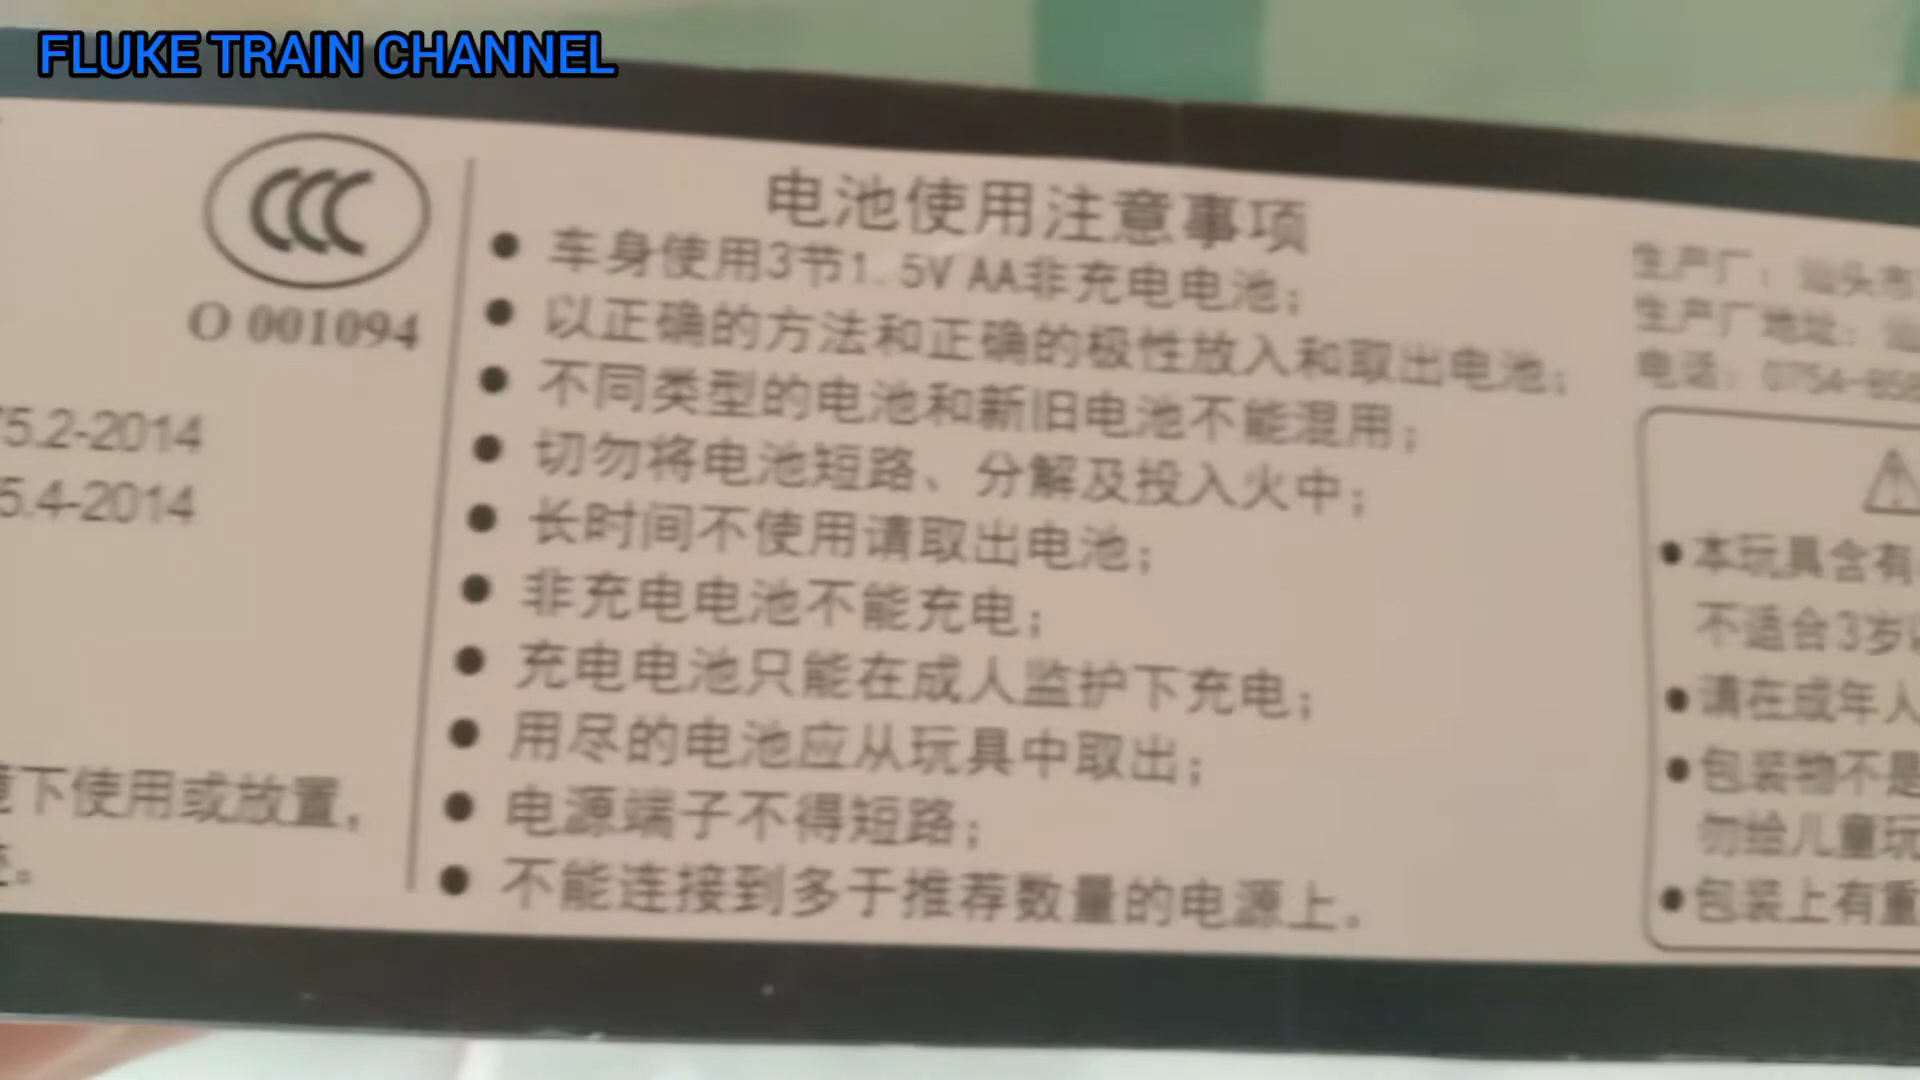 FLUKE TRAIN CHANNEL
CCC
O 001094
75.2-2014
5.4-2014
下使用或放置，
电池使用注意事项
● 车身使用3节1.5V AA非充电电池；
● 以正确的方法和正确的极性放入和取出电池；
● 不同类型的电池和新旧电池不能混用；
● 切勿将电池短路、分解及投入火中；
● 长时间不使用请取出电池；
● 非充电电池不能充电；
● 充电电池只能在成人监护下充电；
● 用尽的电池应从玩具中取出；
● 电源端子不得短路；
● 不能连接到多于推荐数量的电源上。
生产厂：汕头市
生产厂地址：汕
电话：0754-858
● 本玩具含有
不适合3岁以
● 请在成年人
● 包装物不是
勿给儿童玩
● 包装上有重